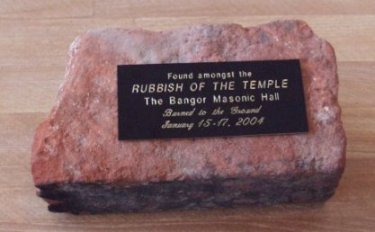 Found amongst the
RUBBISH OF THE TEMPLE
The Bangor Masonic Hall
Burned to the Ground
January 15-17, 2004